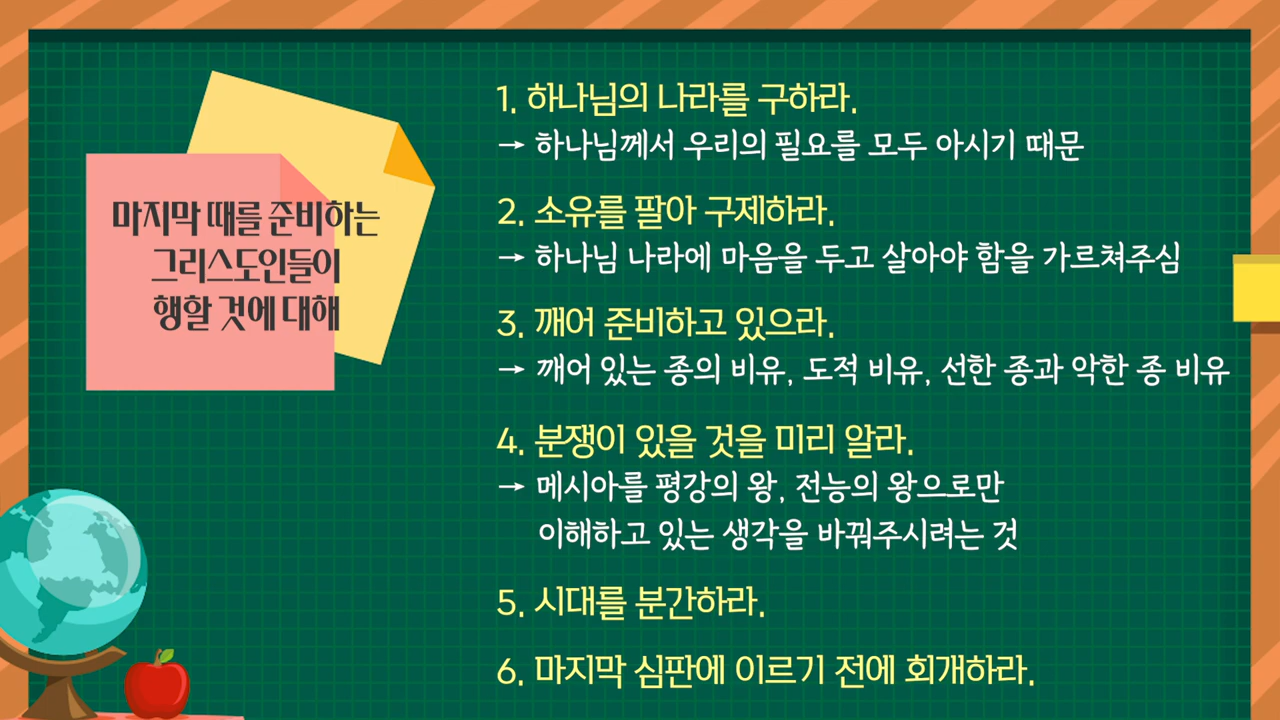 마지막 때를 준비하는
그리스도인들이
행할 것에 대해
1. 하나님의 나라를 구하라.
→ 하나님께서 우리의 필요를 모두 아시기 때문
2. 소유를 팔아 구제하라.
→ 하나님 나라에 마음을 두고 살아야 함을 가르쳐주심
3. 깨어 준비하고 있으라.
→ 깨어 있는 종의 비유, 도적 비유, 선한 종과 악한 종 비유
4. 분쟁이 있을 것을 미리 알라.
→ 메시아를 평강의 왕, 전능의 왕으로만
이해하고 있는 생각을 바꿔주시려는 것
5. 시대를 분간하라.
6. 마지막 심판에 이르기 전에 회개하라.